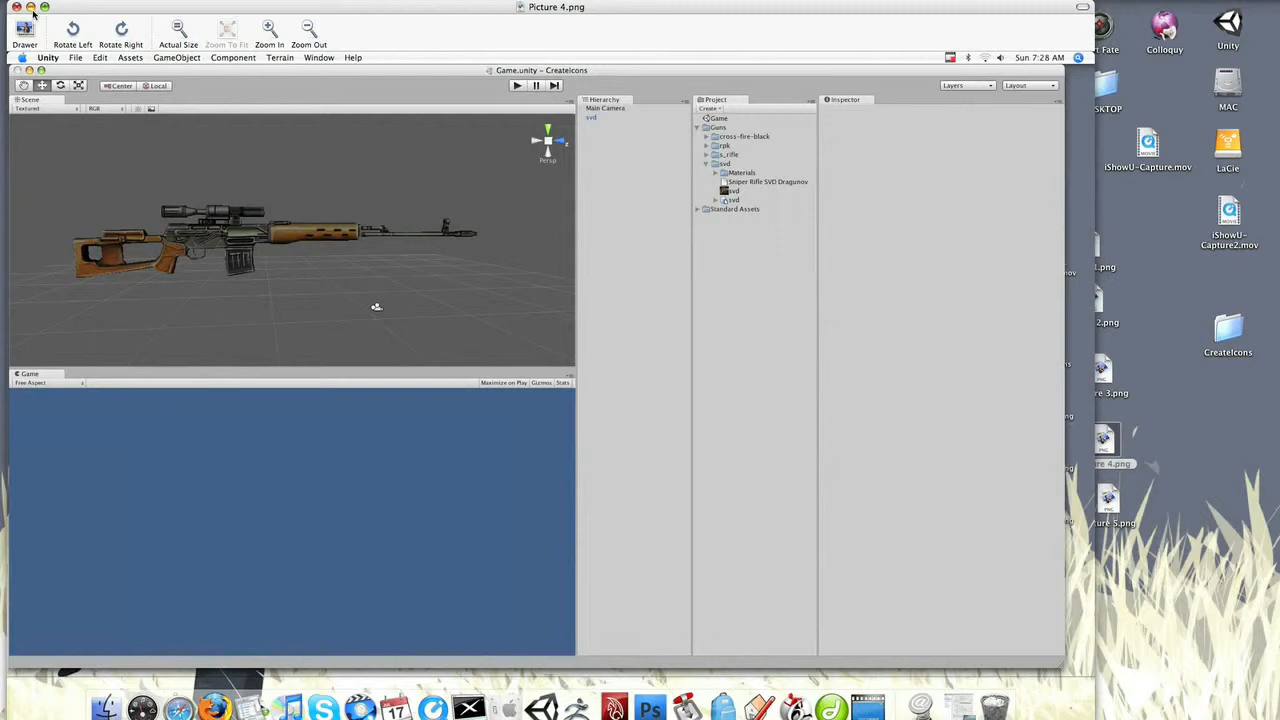 Picture 4.png
Drawer
Rotate Left
Rotate Right
Actual Size
Zoom To Fit
Zoom In
Zoom Out
Unity File Edit Assets GameObject Component Terrain Window Help
Sun 7:28 AM
Game.unity – CreateIcons
Center
Local
Layers
Layout
Scene
Textured
RGB
Persp
Hierarchy
Main Camera
svd
Project
Create
Game
Guns
cross-fire-black
rpk
s_rifle
svd
Materials
Sniper Rifle SVD Dragunov
svd
svd
Standard Assets
Inspector
Game
Free Aspect
Maximize on Play
Gizmos
Stats
Colloquy
Unity
MAC
iShowU-Capture.mov
LaCie
iShowU-Capture2.mov
CreateIcons
17
Ps